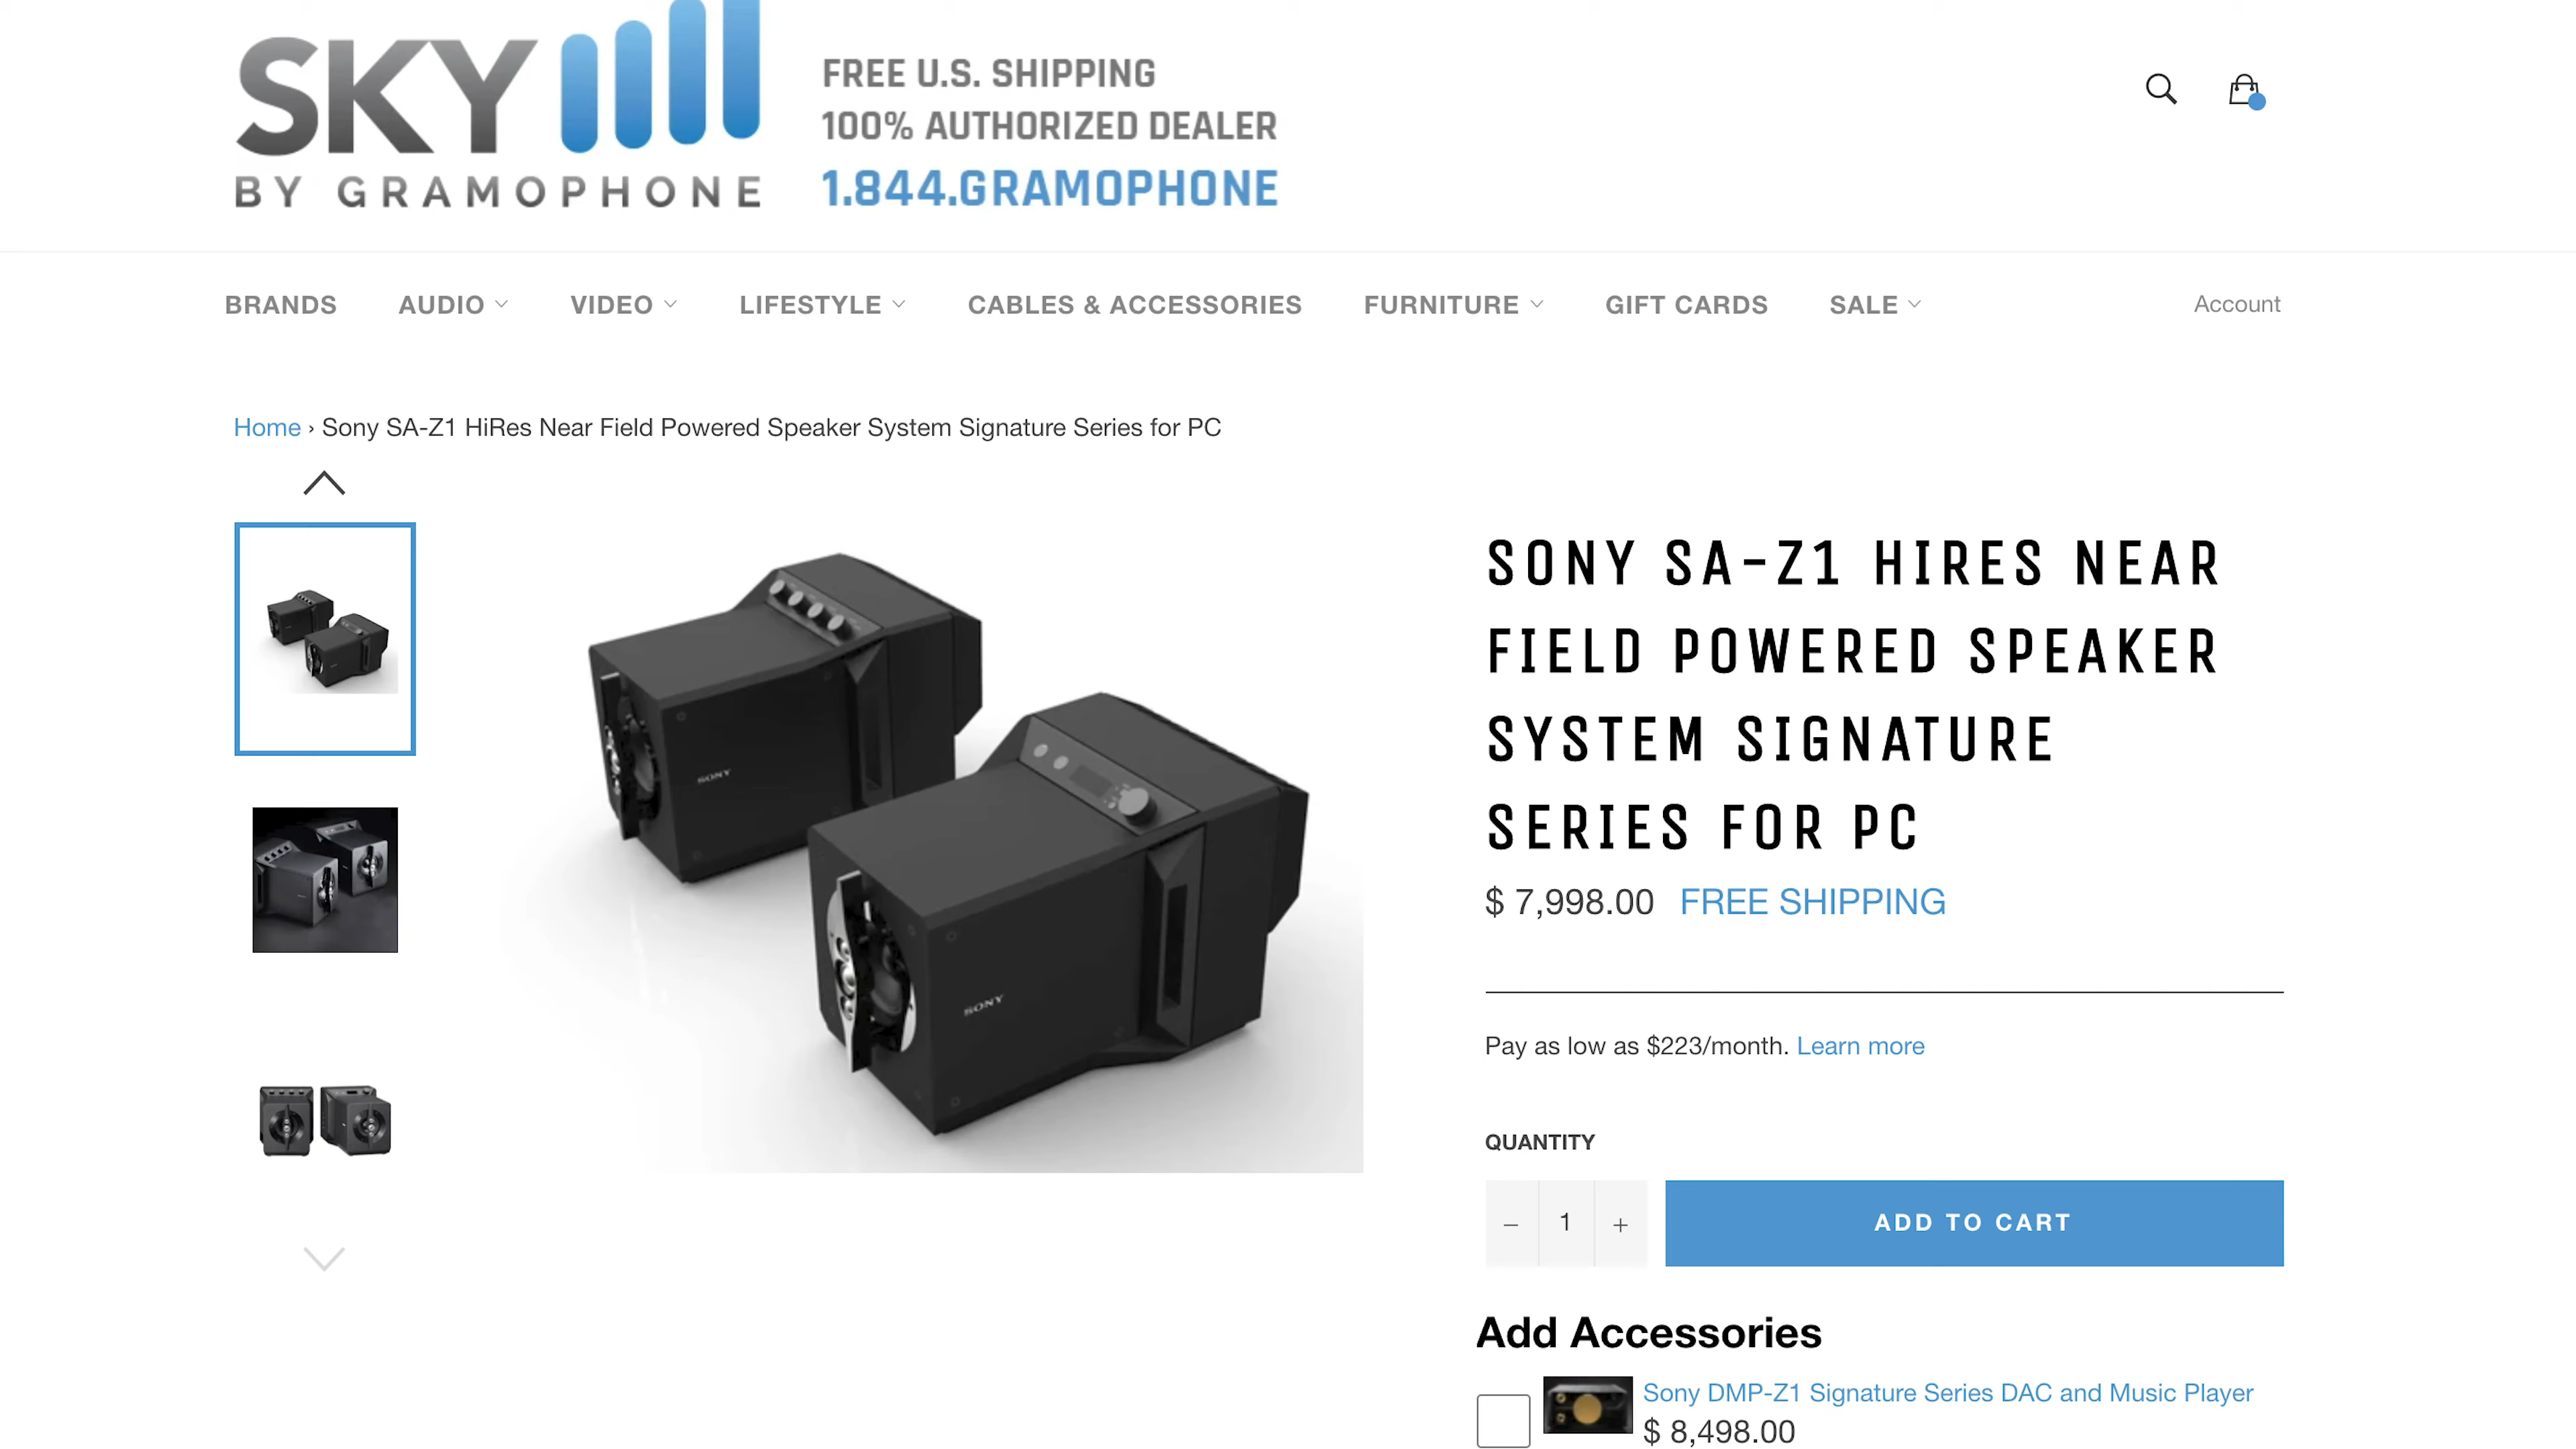 SKY
BY GRAMOPHONE
FREE U.S. SHIPPING
100% AUTHORIZED DEALER
1.844.GRAMOPHONE
BRANDS AUDIO VIDEO LIFESTYLE CABLES & ACCESSORIES FURNITURE GIFT CARDS SALE Account
Home › Sony SA-Z1 HiRes Near Field Powered Speaker System Signature Series for PC
SONY
SONY
SONY SA-Z1 HIRES NEAR
FIELD POWERED SPEAKER
SYSTEM SIGNATURE
SERIES FOR PC
$ 7,998.00 FREE SHIPPING
Pay as low as $223/month. Learn more
QUANTITY
− 1 + ADD TO CART
Add Accessories
Sony DMP-Z1 Signature Series DAC and Music Player
$ 8,498.00